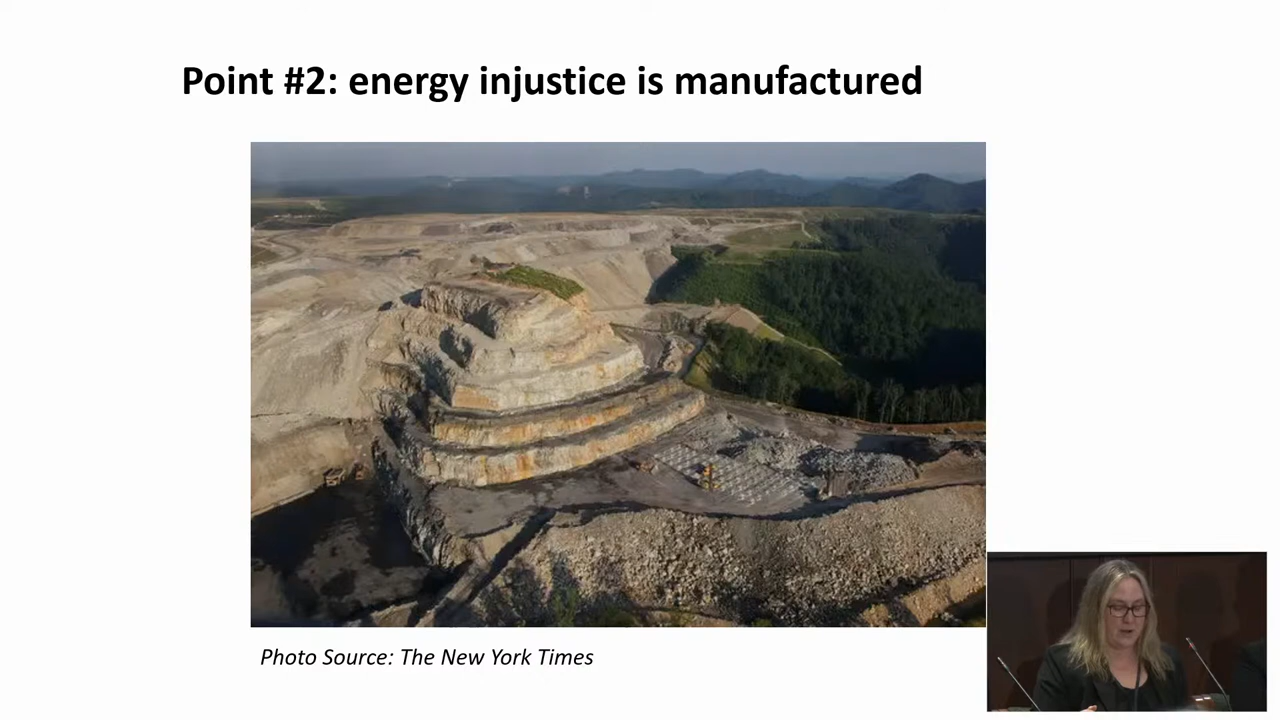 Point #2: energy injustice is manufactured
Photo Source: The New York Times